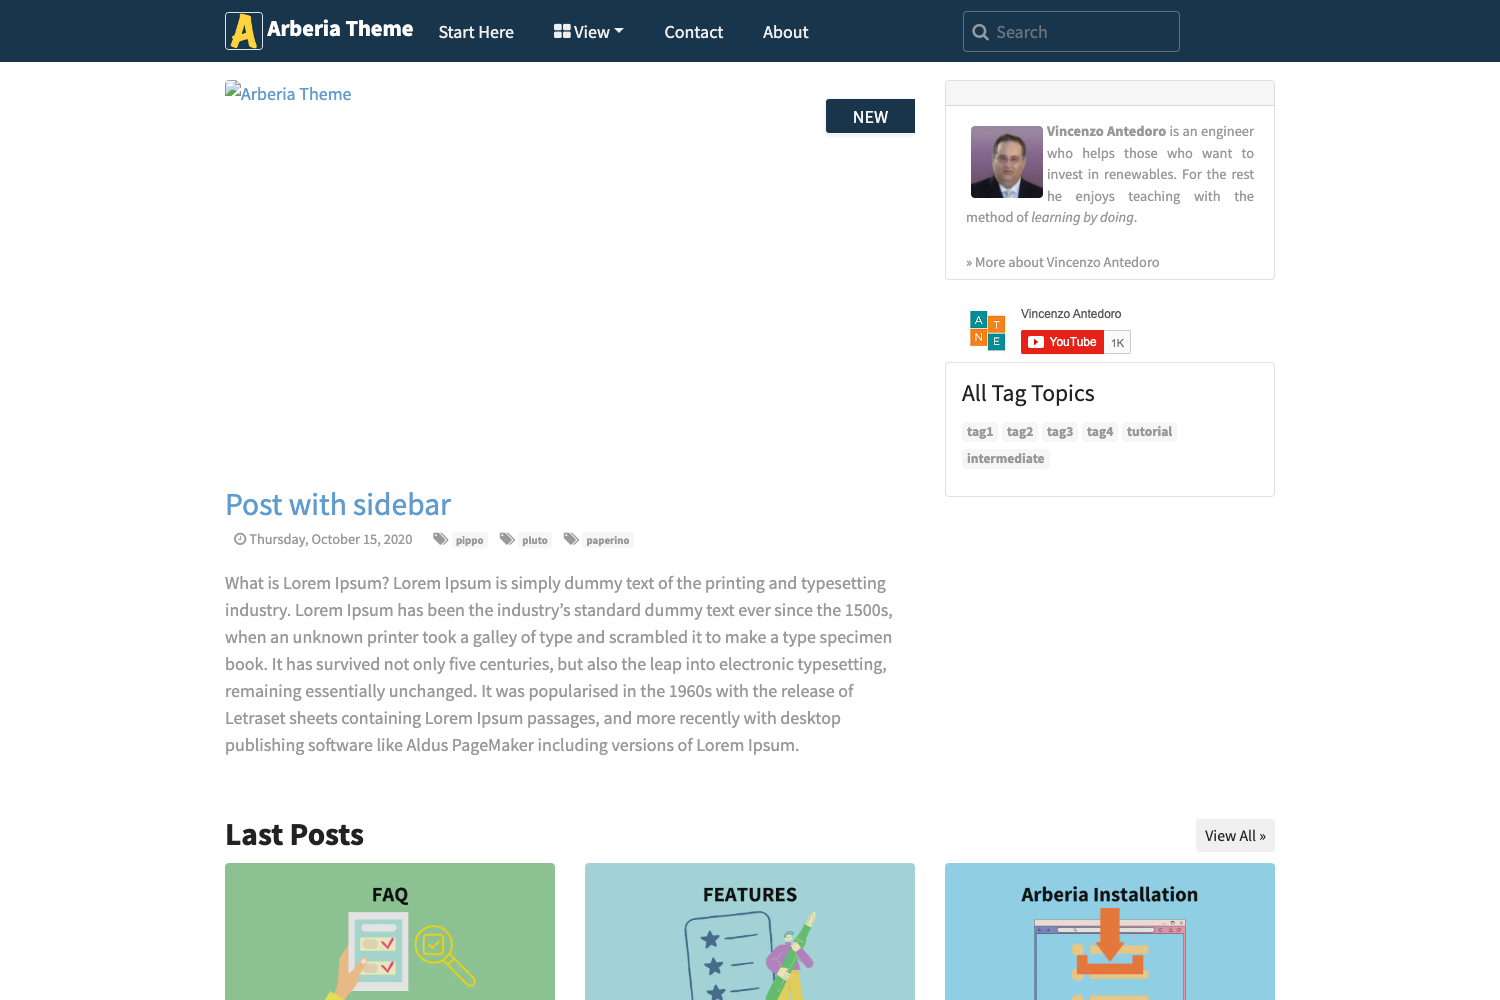 A Arberia Theme
Start Here
View
Contact
About
Search
Arberia Theme
NEW
Vincenzo Antedoro is an engineer
who helps those who want to
invest in renewables. For the rest
he enjoys teaching with the
method of learning by doing.
» More about Vincenzo Antedoro
A T
N E
Vincenzo Antedoro
YouTube 1K
All Tag Topics
tag1 tag2 tag3 tag4 tutorial
intermediate
Post with sidebar
Thursday, October 15, 2020 pippo pluto paperino
What is Lorem Ipsum? Lorem Ipsum is simply dummy text of the printing and typesetting
industry. Lorem Ipsum has been the industry’s standard dummy text ever since the 1500s,
when an unknown printer took a galley of type and scrambled it to make a type specimen
book. It has survived not only five centuries, but also the leap into electronic typesetting,
remaining essentially unchanged. It was popularised in the 1960s with the release of
Letraset sheets containing Lorem Ipsum passages, and more recently with desktop
publishing software like Aldus PageMaker including versions of Lorem Ipsum.
Last Posts
View All »
FAQ
FEATURES
Arberia Installation